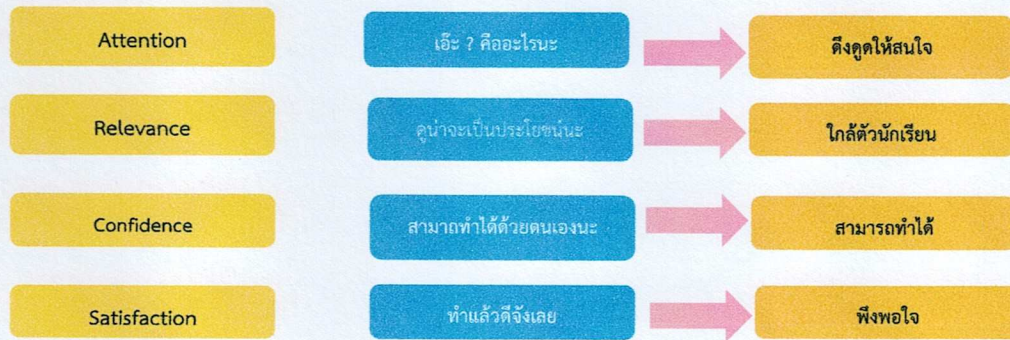 Attention เอ๊ะ ? คืออะไรนะ ดึงดูดให้สนใจ
Relevance ดูน่าจะเป็นประโยชน์นะ ใกล้ตัวนักเรียน
Confidence สามาถทำได้ด้วยตนเองนะ สามารถทำได้
Satisfaction ทำแล้วดีจังเลย พึงพอใจ